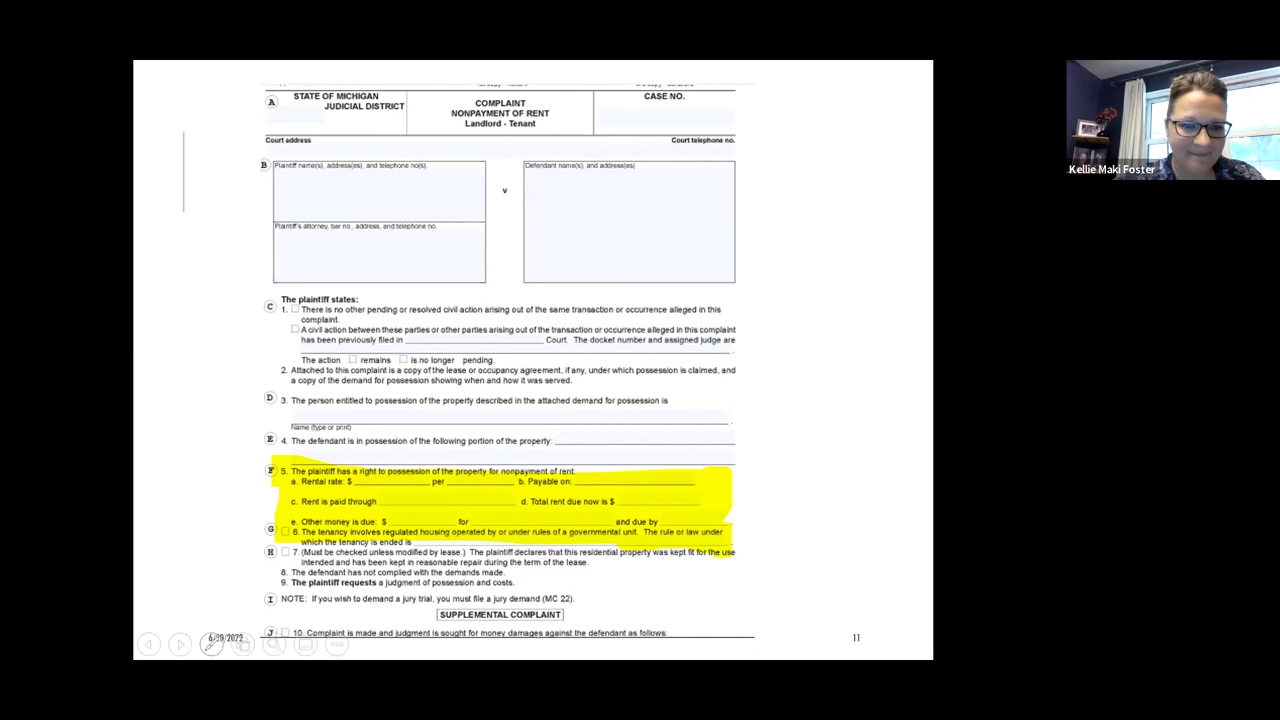 A STATE OF MICHIGAN
JUDICIAL DISTRICT
COMPLAINT
NONPAYMENT OF RENT
Landlord - Tenant
CASE NO.
Court address
Court telephone no.
B Plaintiff name(s), address(es), and telephone no(s).
v
Defendant name(s), and address(es)
Plaintiff's attorney, bar no., address, and telephone no.
C The plaintiff states:
1. There is no other pending or resolved civil action arising out of the same transaction or occurrence alleged in this
complaint.
A civil action between these parties or other parties arising out of the transaction or occurrence alleged in this complaint
has been previously filed in Court. The docket number and assigned judge are
.
The action remains is no longer pending.
2. Attached to this complaint is a copy of the lease or occupancy agreement, if any, under which possession is claimed, and
a copy of the demand for possession showing when and how it was served.
D 3. The person entitled to possession of the property described in the attached demand for possession is
.
Name (type or print)
E 4. The defendant is in possession of the following portion of the property:
F 5. The plaintiff has a right to possession of the property for nonpayment of rent:
a. Rental rate: $ per b. Payable on:
c. Rent is paid through d. Total rent due now is $
e. Other money is due: $ for and due by
G 6. The tenancy involves regulated housing operated by or under rules of a governmental unit. The rule or law under
which the tenancy is ended is
H 7. (Must be checked unless modified by lease.) The plaintiff declares that this residential property was kept fit for the use
intended and has been kept in reasonable repair during the term of the lease.
8. The defendant has not complied with the demands made.
9. The plaintiff requests a judgment of possession and costs.
I NOTE: If you wish to demand a jury trial, you must file a jury demand (MC 22).
SUPPLEMENTAL COMPLAINT
J 10. Complaint is made and judgment is sought for money damages against the defendant as follows:
11
Kellie Maki Foster